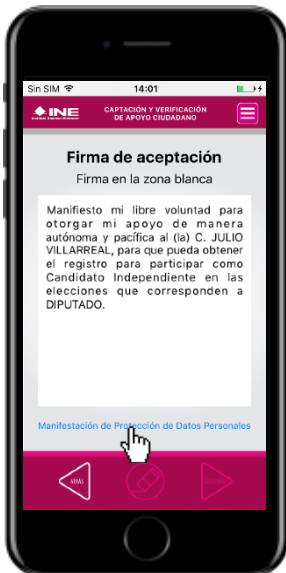 Sin SIM 14:01
INE
CAPTACIÓN Y VERIFICACIÓN
DE APOYO CIUDADANO
Firma de aceptación
Firma en la zona blanca
Manifiesto mi libre voluntad para
otorgar mi apoyo de manera
autónoma y pacífica al (la) C. JULIO
VILLARREAL, para que pueda obtener
el registro para participar como
Candidato Independiente en las
elecciones que corresponden a
DIPUTADO.
Manifestación de Protección de Datos Personales
ATRÁS